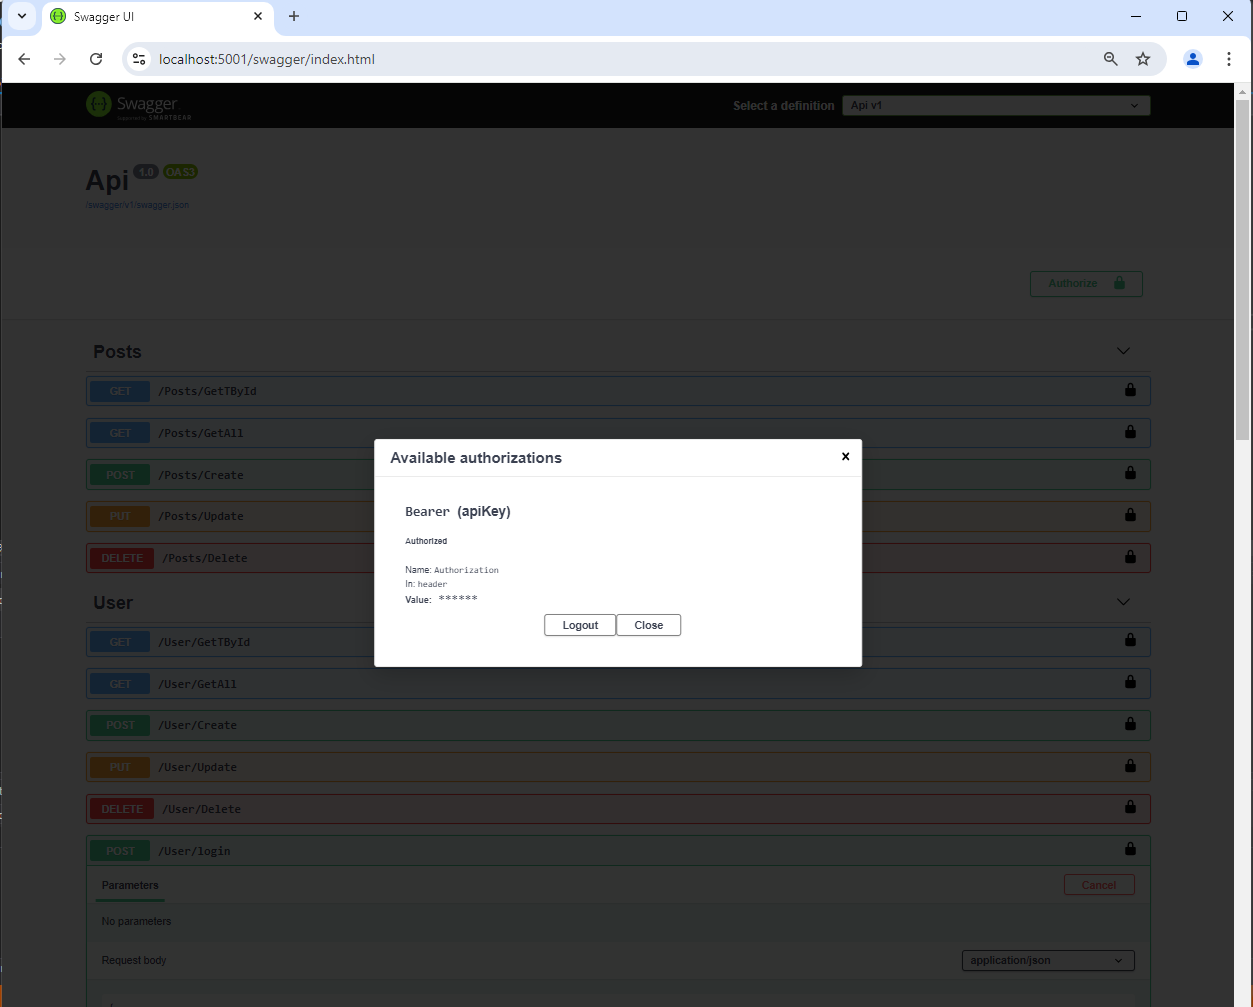 Swagger UI
localhost:5001/swagger/index.html
Swagger
Supported by SMARTBEAR
Select a definition
Api v1
Api 1.0 OAS3
/swagger/v1/swagger.json
Authorize
Posts
GET /Posts/GetTById
GET /Posts/GetAll
POST /Posts/Create
PUT /Posts/Update
DELETE /Posts/Delete
Available authorizations
Bearer (apiKey)
Authorized
Name: Authorization
In: header
Value: ******
Logout
Close
User
GET /User/GetTById
GET /User/GetAll
POST /User/Create
PUT /User/Update
DELETE /User/Delete
POST /User/login
Parameters
Cancel
No parameters
Request body
application/json